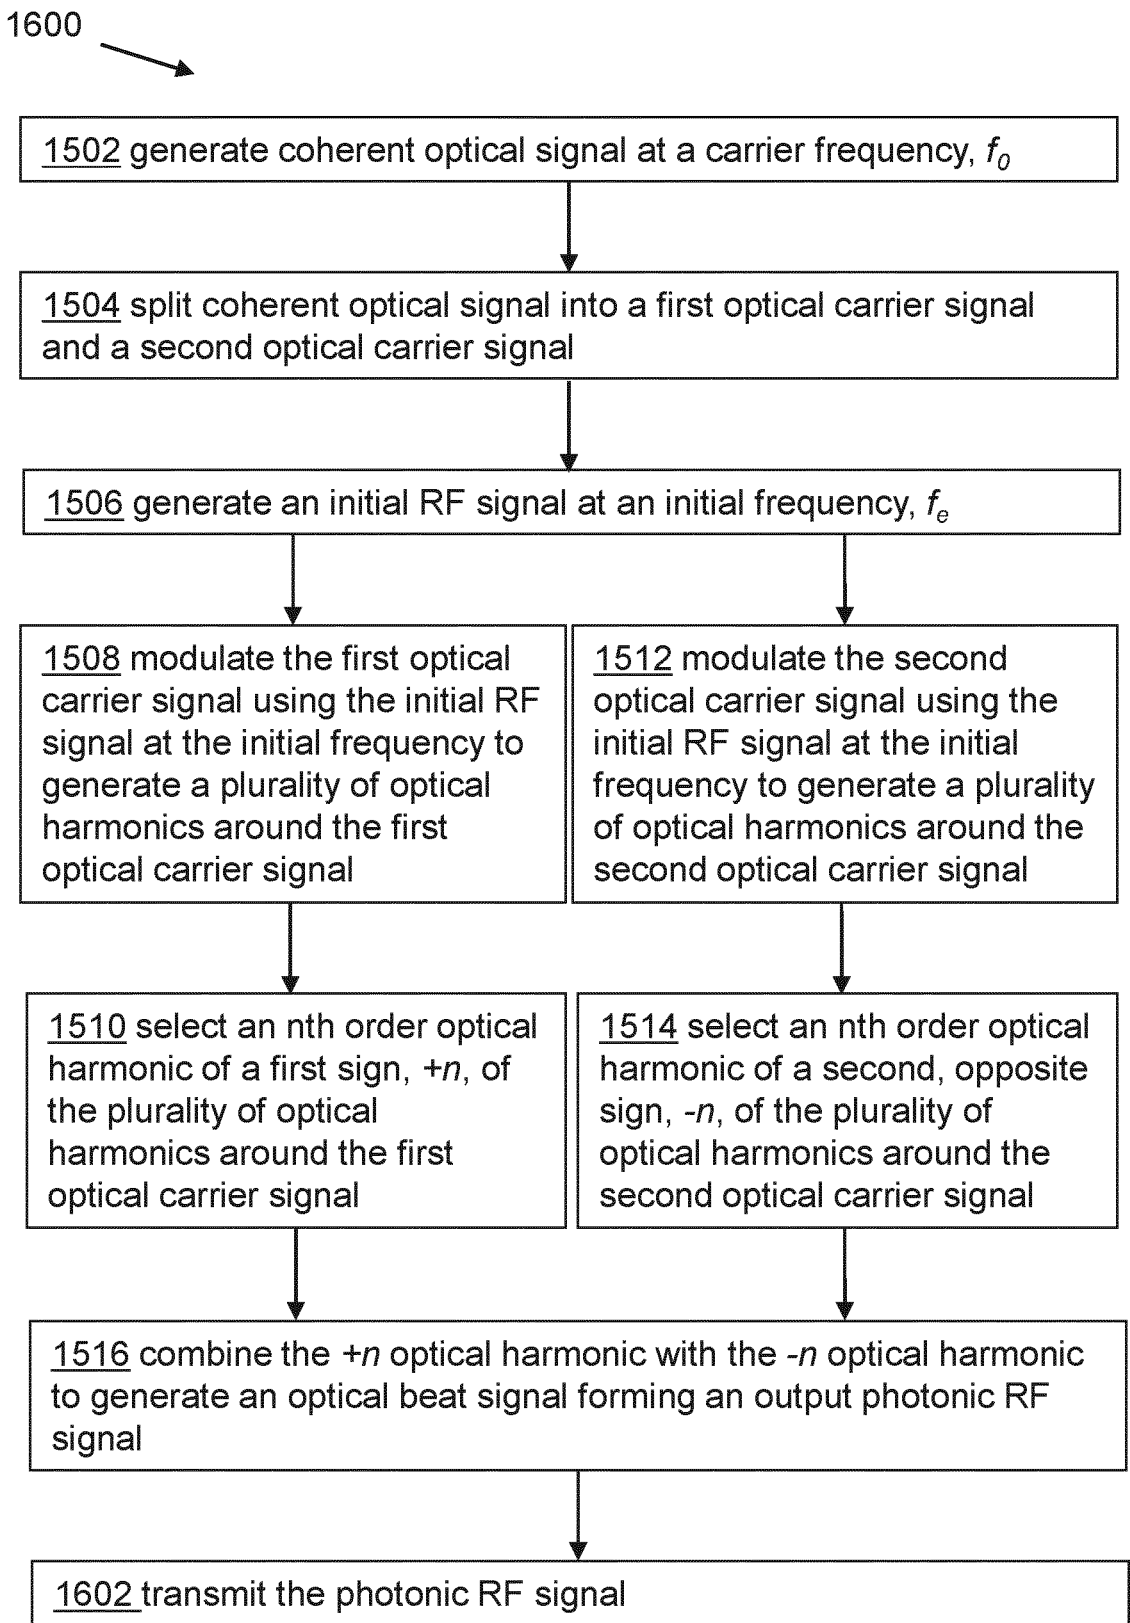 1600
1502 generate coherent optical signal at a carrier frequency, f0
1504 split coherent optical signal into a first optical carrier signal
and a second optical carrier signal
1506 generate an initial RF signal at an initial frequency, fe
1508 modulate the first optical
carrier signal using the initial RF
signal at the initial frequency to
generate a plurality of optical
harmonics around the first
optical carrier signal
1512 modulate the second
optical carrier signal using the
initial RF signal at the initial
frequency to generate a plurality
of optical harmonics around the
second optical carrier signal
1510 select an nth order optical
harmonic of a first sign, +n, of
the plurality of optical
harmonics around the first
optical carrier signal
1514 select an nth order optical
harmonic of a second, opposite
sign, -n, of the plurality of
optical harmonics around the
second optical carrier signal
1516 combine the +n optical harmonic with the -n optical harmonic
to generate an optical beat signal forming an output photonic RF
signal
1602 transmit the photonic RF signal